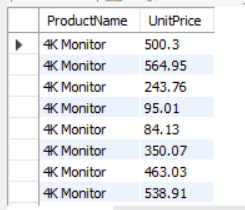 ProductName UnitPrice
4K Monitor 500.3
4K Monitor 564.95
4K Monitor 243.76
4K Monitor 95.01
4K Monitor 84.13
4K Monitor 350.07
4K Monitor 463.03
4K Monitor 538.91